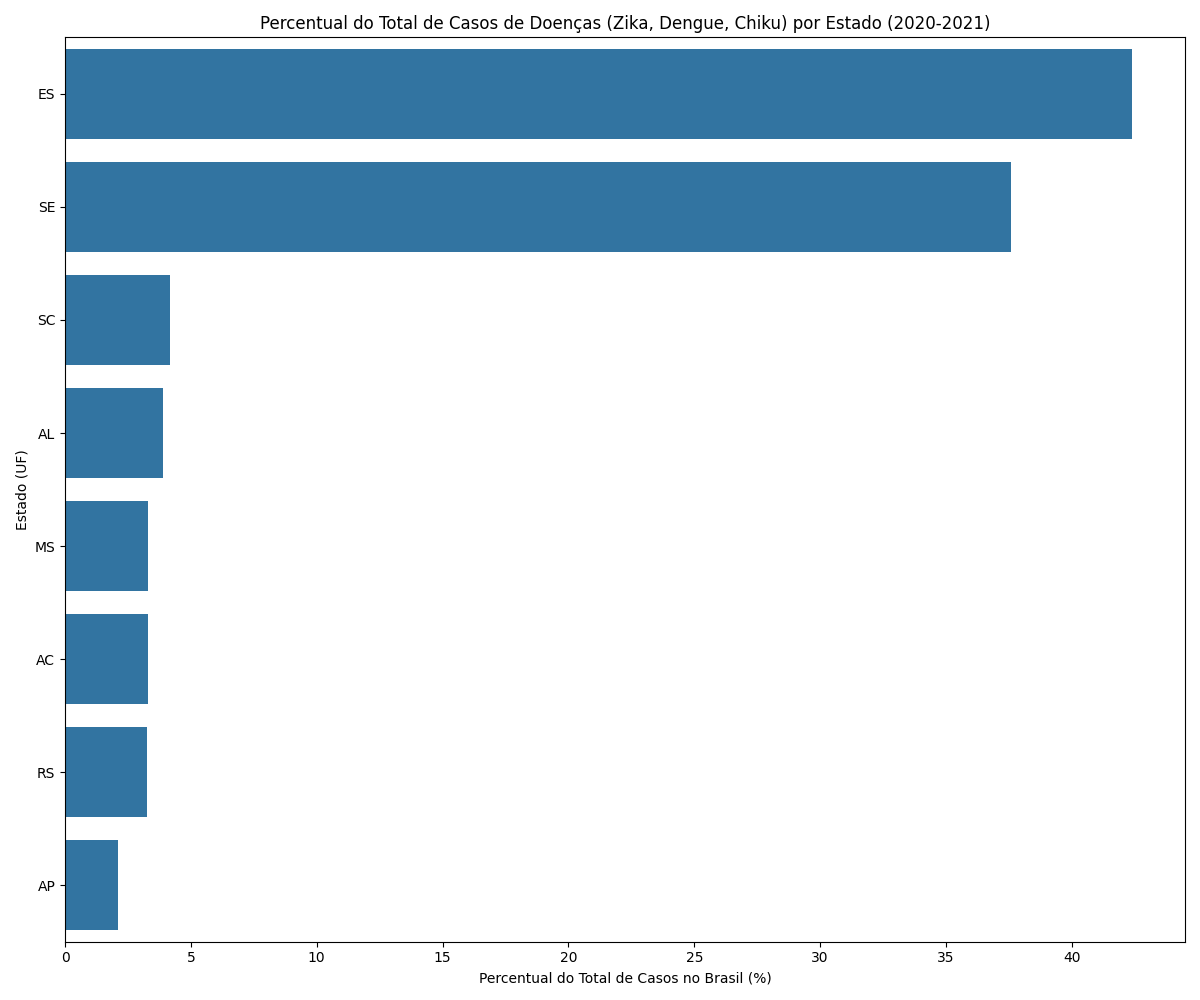 Percentual do Total de Casos de Doenças (Zika, Dengue, Chiku) por Estado (2020-2021)
Estado (UF)
ES
SE
SC
AL
MS
AC
RS
AP
0 5 10 15 20 25 30 35 40
Percentual do Total de Casos no Brasil (%)